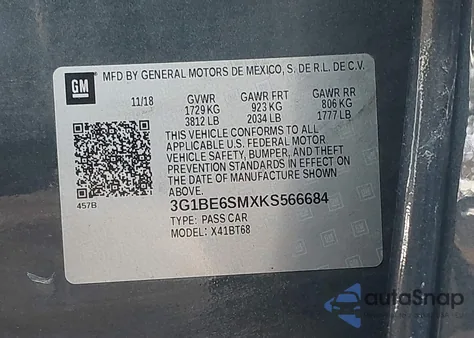 GM
MFD BY GENERAL MOTORS DE MEXICO, S. DE R.L. DE C.V.
11/18 GVWR GAWR FRT GAWR RR
1729 KG 923 KG 806 KG
3812 LB 2034 LB 1777 LB
THIS VEHICLE CONFORMS TO ALL
APPLICABLE U.S. FEDERAL MOTOR
VEHICLE SAFETY, BUMPER, AND THEFT
PREVENTION STANDARDS IN EFFECT ON
THE DATE OF MANUFACTURE SHOWN
ABOVE.
457B
3G1BE6SMXKS566684
TYPE: PASS CAR
MODEL: X41BT68
autoSnap